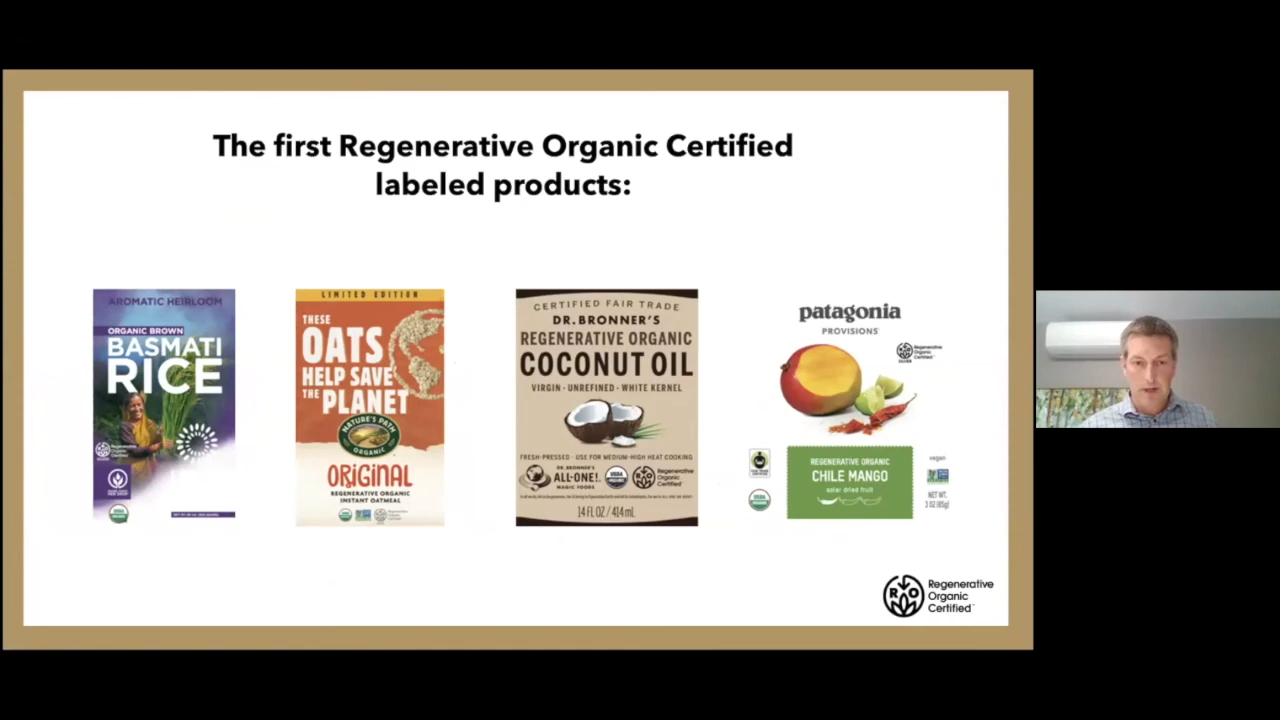 The first Regenerative Organic Certified
labeled products:
AROMATIC HEIRLOOM
ORGANIC BROWN
BASMATI
RICE
Regenerative
Organic
Certified
LIMITED EDITION
THESE
OATS
HELP SAVE
THE PLANET
NATURE'S PATH
ORGANIC
ORIGINAL
REGENERATIVE ORGANIC
INSTANT OATMEAL
CERTIFIED FAIR TRADE
DR. BRONNER'S
REGENERATIVE ORGANIC
COCONUT OIL
VIRGIN · UNREFINED · WHITE KERNEL
FRESH-PRESSED · USE FOR MEDIUM-HIGH HEAT COOKING
DR. BRONNER'S
ALL-ONE!
MAGIC FOODS
USDA
ORGANIC
Regenerative
Organic
Certified
14 FL OZ / 414 mL
patagonia
PROVISIONS
Regenerative
Organic
Certified
SILVER
REGENERATIVE ORGANIC
CHILE MANGO
solar dried fruit
USDA
vegan
NET WT.
3 OZ (85g)
RO
Regenerative
Organic
Certified